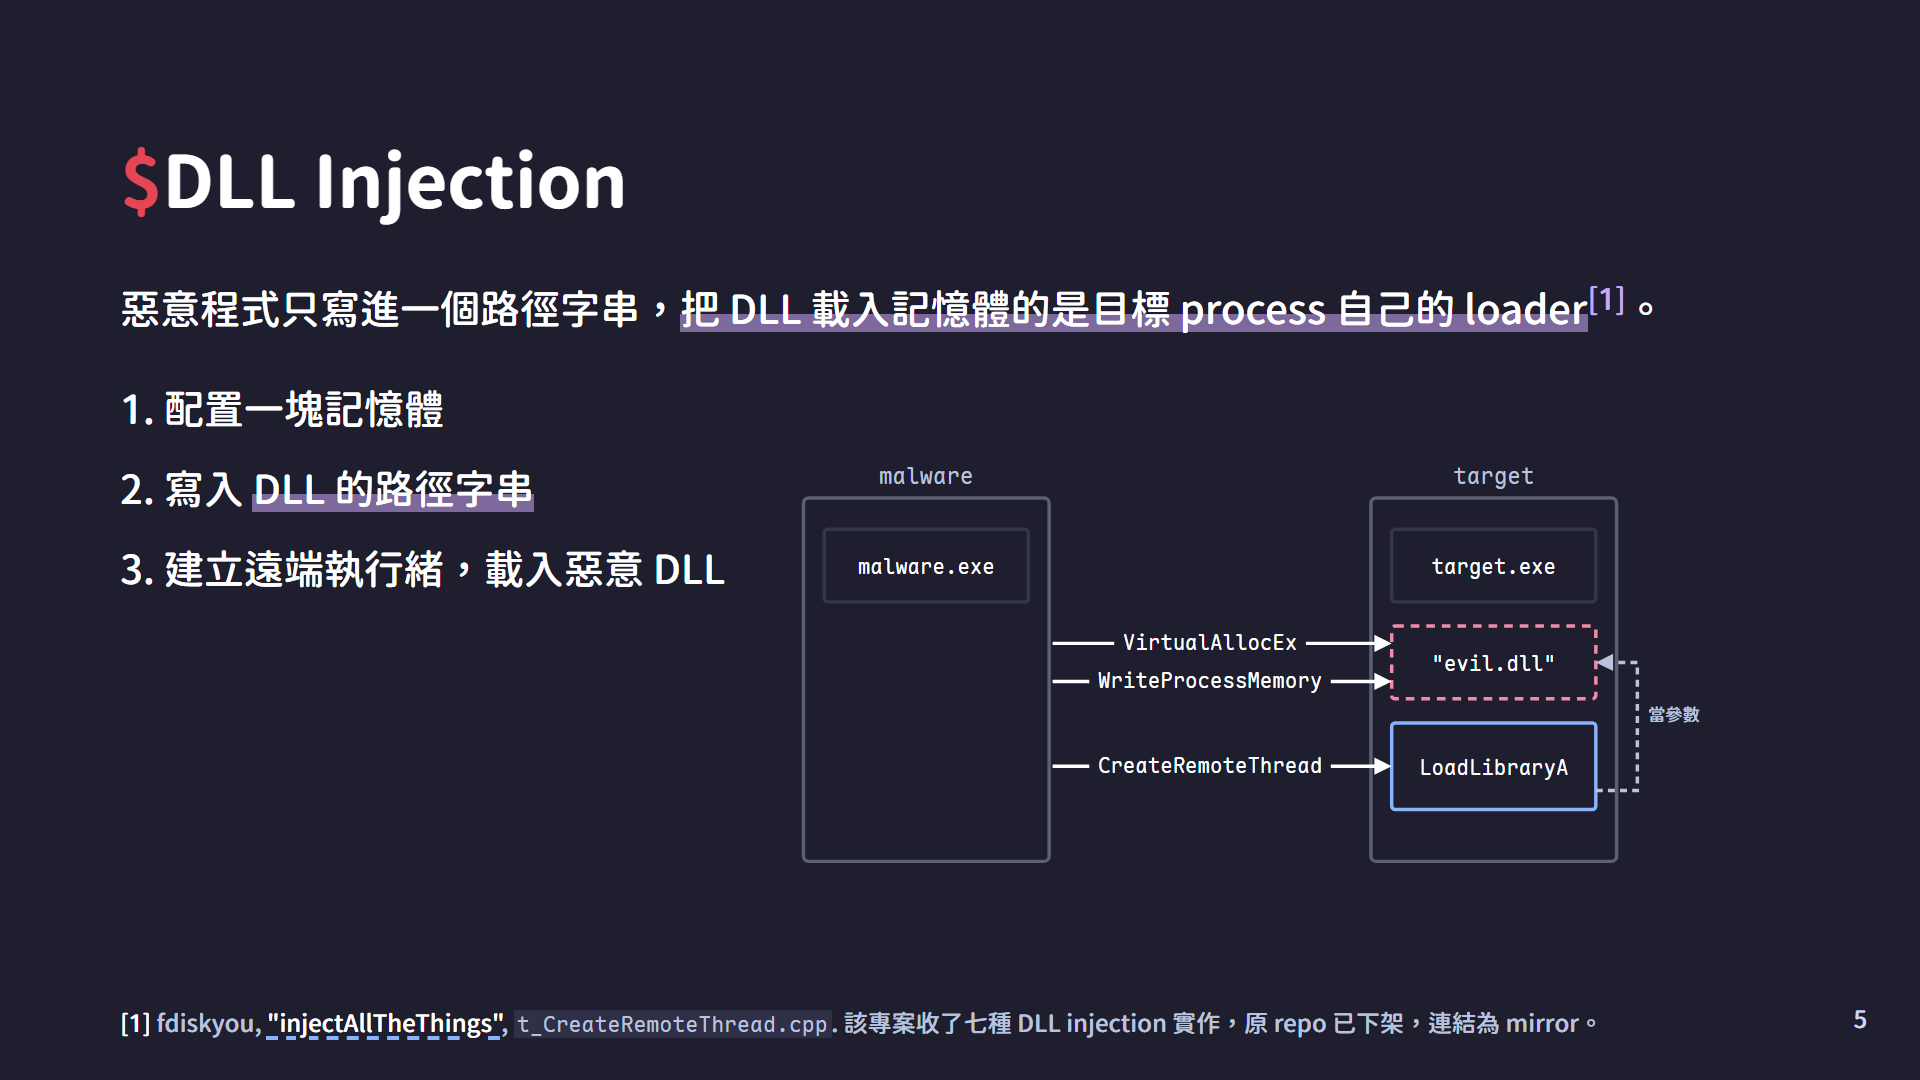 $DLL Injection
惡意程式只寫進一個路徑字串，把 DLL 載入記憶體的是目標 process 自己的 loader[1]。
1. 配置一塊記憶體
2. 寫入 DLL 的路徑字串
3. 建立遠端執行緒，載入惡意 DLL
malware
target
malware.exe
target.exe
VirtualAllocEx
"evil.dll"
WriteProcessMemory
當參數
CreateRemoteThread
LoadLibraryA
[1] fdiskyou, "injectAllTheThings", t_CreateRemoteThread.cpp. 該專案收了七種 DLL injection 實作，原 repo 已下架，連結為 mirror。
5